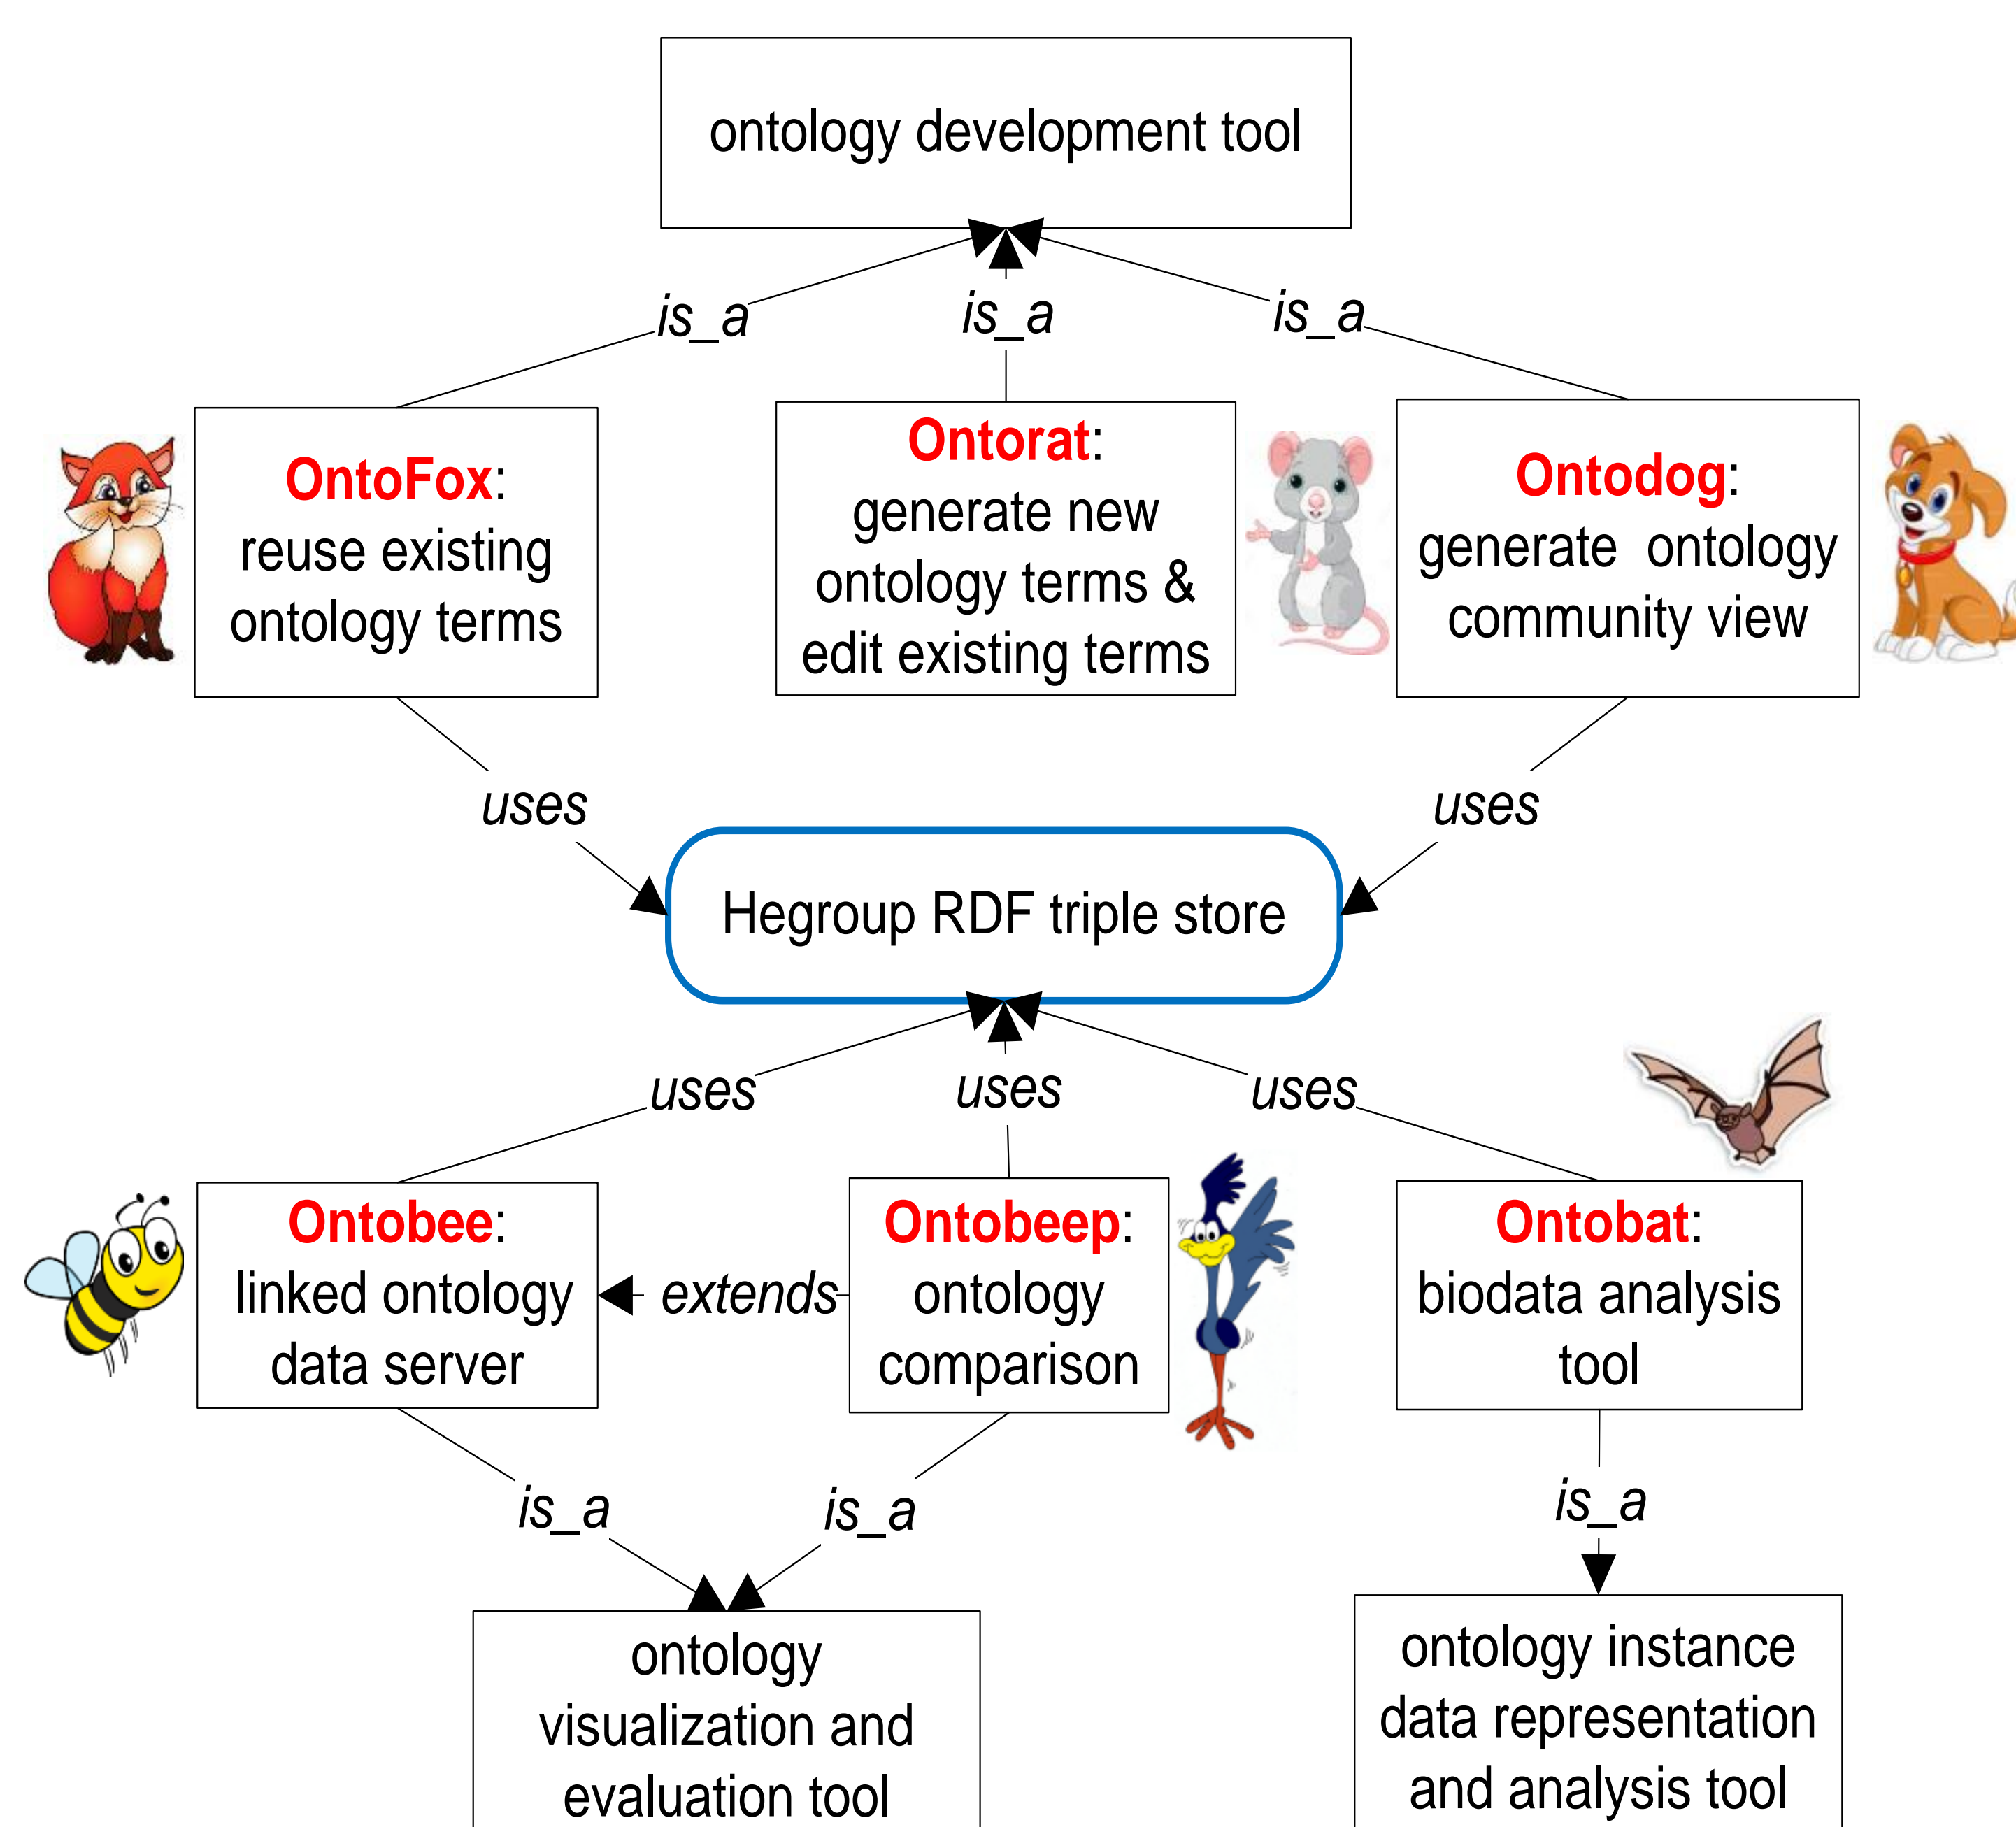 ontology development tool
is_a
is_a
is_a
OntoFox:
reuse existing
ontology terms
Ontorat:
generate new
ontology terms &
edit existing terms
Ontodog:
generate ontology
community view
uses
uses
Hegroup RDF triple store
uses
uses
uses
Ontobee:
linked ontology
data server
extends
Ontobeep:
ontology
comparison
Ontobat:
biodata analysis
tool
is_a
is_a
is_a
ontology
visualization and
evaluation tool
ontology instance
data representation
and analysis tool